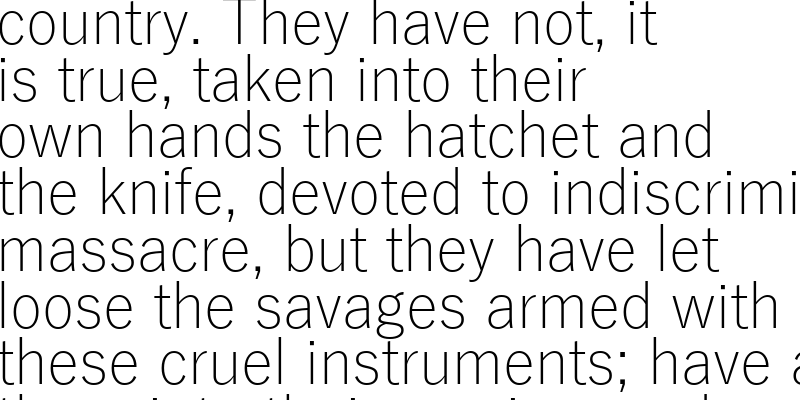 country. They have not, it
is true, taken into their
own hands the hatchet and
the knife, devoted to indiscrimi
massacre, but they have let
loose the savages armed with
these cruel instruments; have